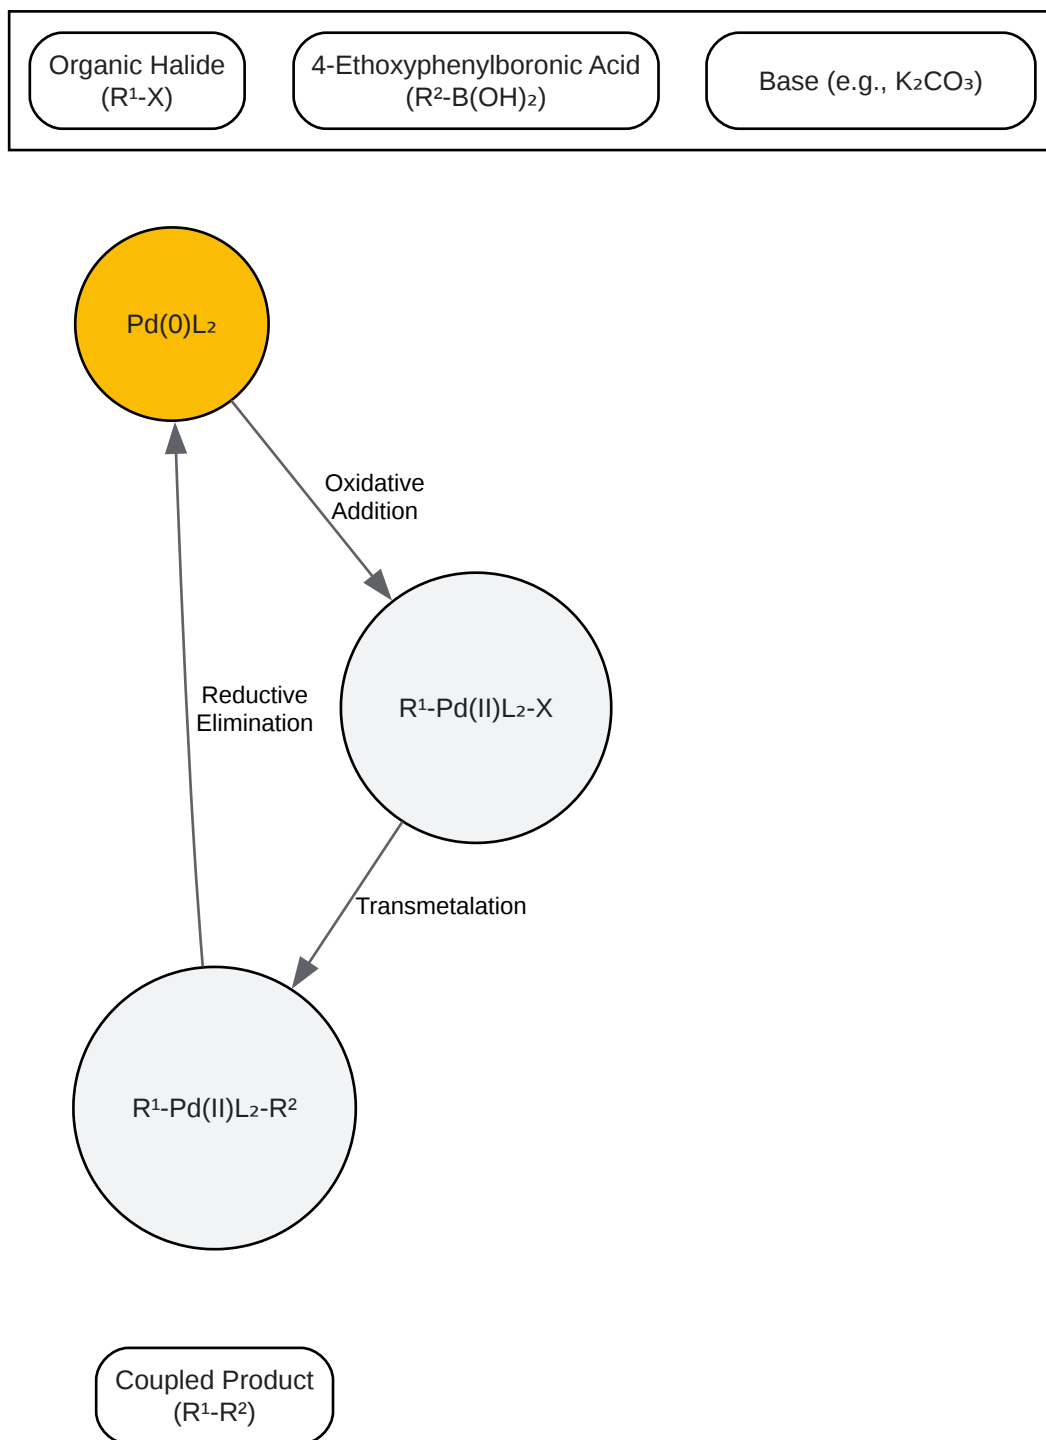 Organic Halide
(R¹-X)
4-Ethoxyphenylboronic Acid
(R²-B(OH)₂)
Base (e.g., K₂CO₃)
Pd(0)L₂
Oxidative
Addition
R¹-Pd(II)L₂-X
Reductive
Elimination
Transmetalation
R¹-Pd(II)L₂-R²
Coupled Product
(R¹-R²)